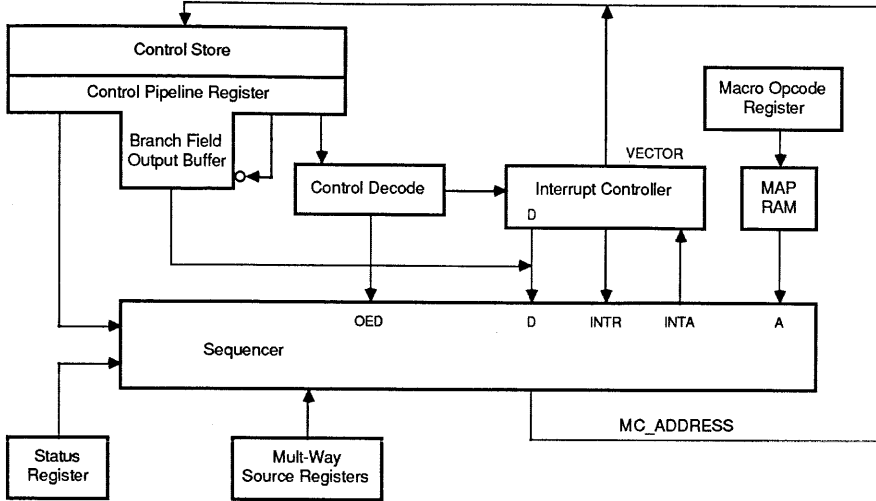 Control Store
Control Pipeline Register
Macro Opcode
Register
Branch Field
Output Buffer
VECTOR
Control Decode
Interrupt Controller
D
MAP
RAM
OED
D
INTR
INTA
A
Sequencer
MC_ADDRESS
Status
Register
Mult-Way
Source Registers